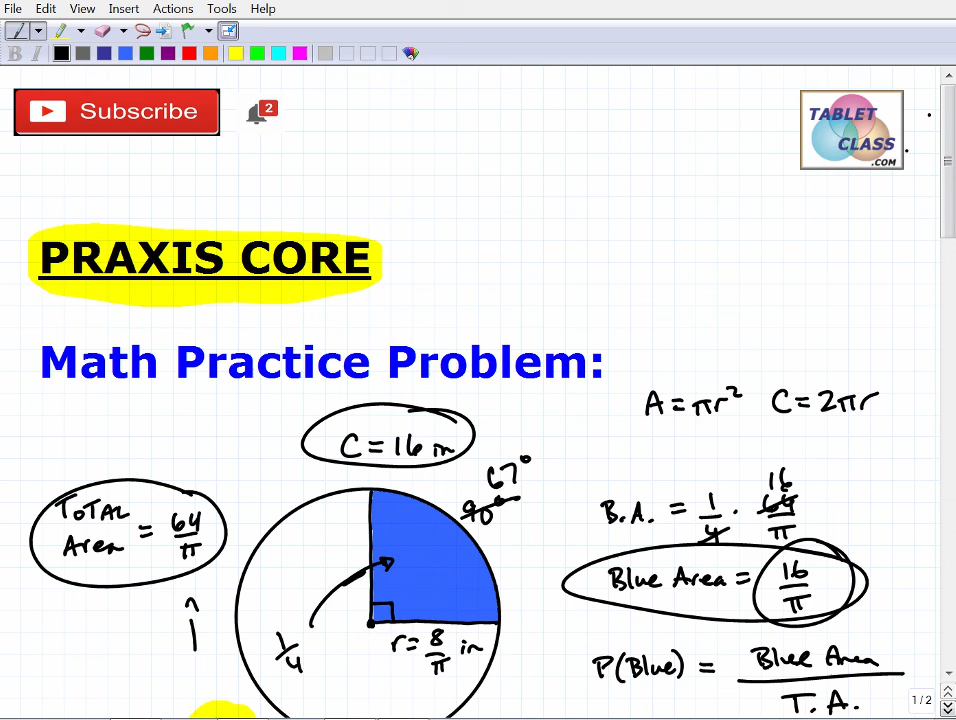 File Edit View Insert Actions Tools Help
B I
Subscribe
2
TABLET
CLASS
.COM
PRAXIS CORE
Math Practice Problem:
A = πr² C = 2πr
C = 16 in
67°
90°
TOTAL Area = 64/π
1/4
r = 8/π in
B.A. = 1/4 · 64/π
16
Blue Area = 16/π
P(Blue) = Blue Area / T.A.
1 / 2